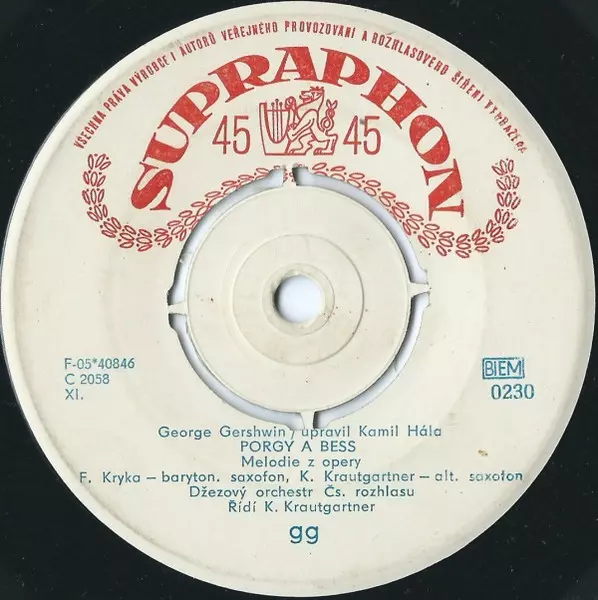 VŠECHNA PRÁVA VÝROBCE I AUTORŮ VEŘEJNÉHO PROVOZOVÁNÍ A ROZHLASOVÉHO ŠÍŘENÍ VYHRAŽENA
SUPRAPHON
45 45
F-05*40846
C 2058
XI.
BIEM
0230
George Gershwin / upravil Kamil Hála
PORGY A BESS
Melodie z opery
F. Kryka – baryton. saxofon, K. Krautgartner – alt. saxofon
Džezový orchestr Čs. rozhlasu
Řídí K. Krautgartner
gg